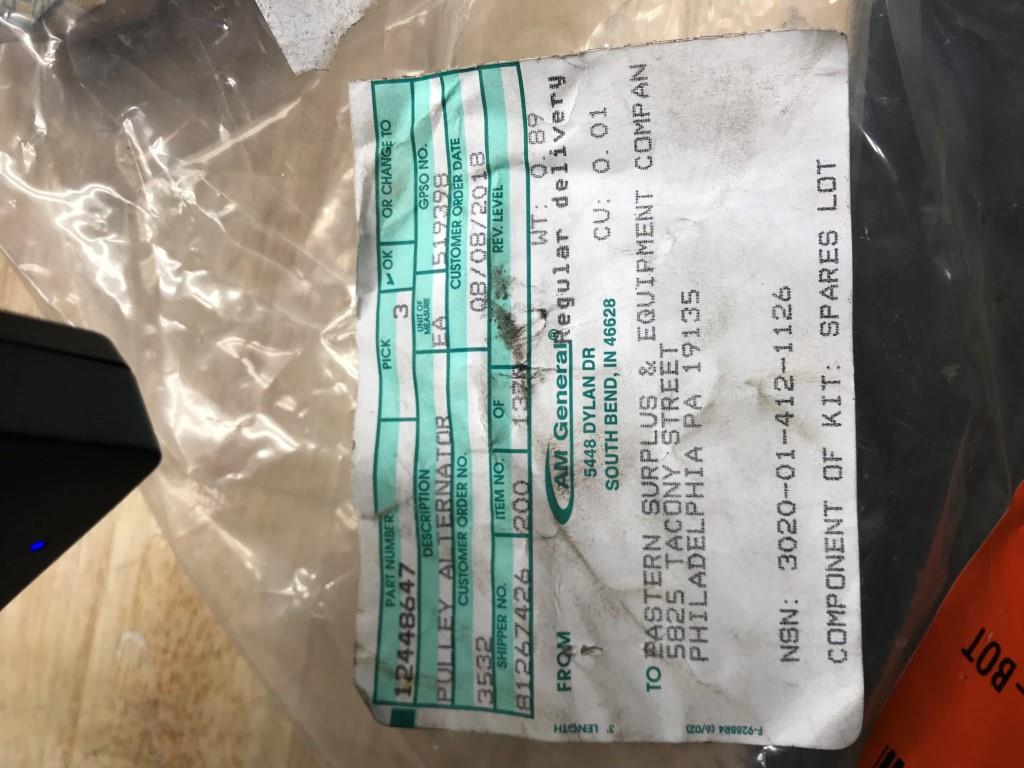 PART NUMBER PICK ✓ OK OR CHANGE TO
12448647 3
DESCRIPTION UNIT OF MEASURE GPSO NO.
PULLEY ALTERNATOR EA 519398
CUSTOMER ORDER NO. CUSTOMER ORDER DATE
3532 08/08/2018
SHIPPER NO. ITEM NO. OF REV. LEVEL
81267426 200
WT: 0.89
FROM AM General® Regular delivery
5448 DYLAN DR
SOUTH BEND, IN 46628
CU: 0.01
TO EASTERN SURPLUS & EQUIPMENT COMPAN
5825 TACONY STREET
PHILADELPHIA PA 19135
NSN: 3020-01-412-1126
COMPONENT OF KIT: SPARES LOT
3" LENGTH
F-928BR4 (6/02)
-BOT